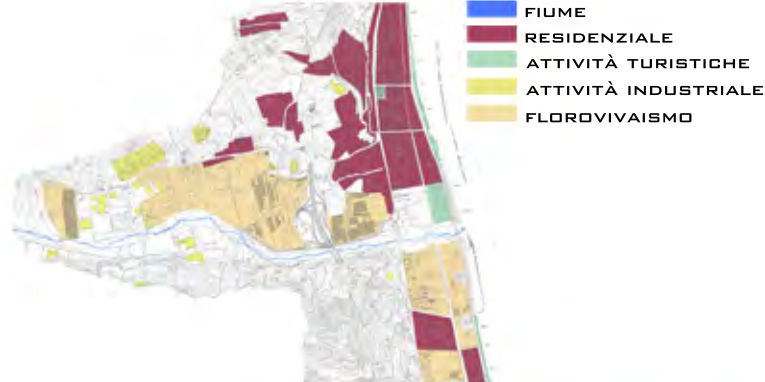 FIUME
RESIDENZIALE
ATTIVITÀ TURISTICHE
ATTIVITÀ INDUSTRIALE
FLOROVIVAISMO